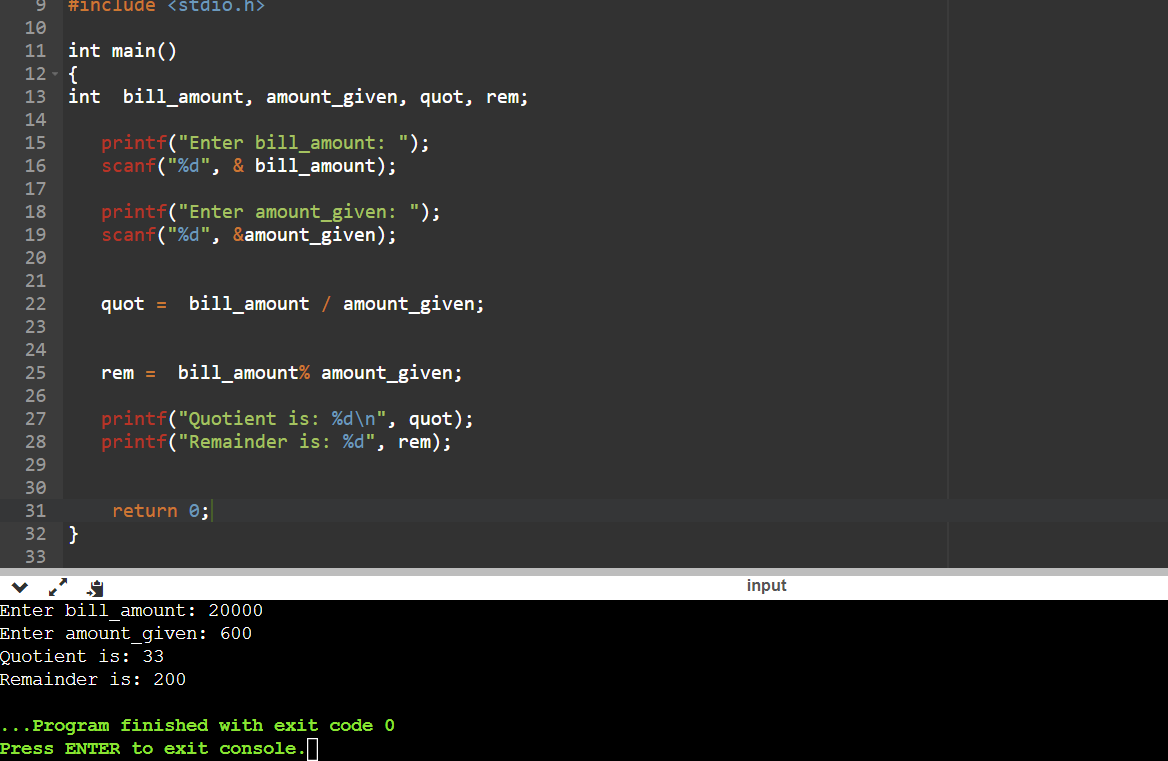 9 #include <stdio.h>
10
11 int main()
12 {
13 int  bill_amount, amount_given, quot, rem;
14
15    printf("Enter bill_amount: ");
16    scanf("%d", & bill_amount);
17
18    printf("Enter amount_given: ");
19    scanf("%d", &amount_given);
20
21
22    quot =  bill_amount / amount_given;
23
24
25    rem =  bill_amount% amount_given;
26
27    printf("Quotient is: %d\n", quot);
28    printf("Remainder is: %d", rem);
29
30
31     return 0;
32 }
33
input
Enter bill_amount: 20000
Enter amount_given: 600
Quotient is: 33
Remainder is: 200
...Program finished with exit code 0
Press ENTER to exit console.